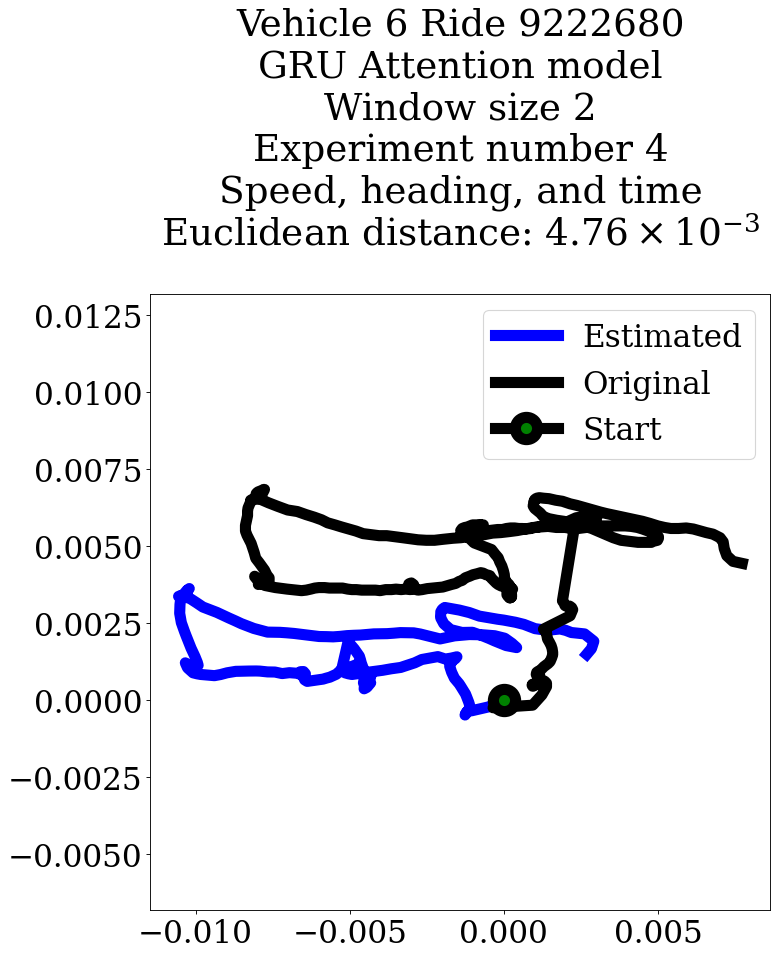 Vehicle 6 Ride 9222680
GRU Attention model
Window size 2
Experiment number 4
Speed, heading, and time
Euclidean distance: 4.76 × 10⁻³
Estimated
Original
Start
0.0125
0.0100
0.0075
0.0050
0.0025
0.0000
−0.0025
−0.0050
−0.010 −0.005 0.000 0.005